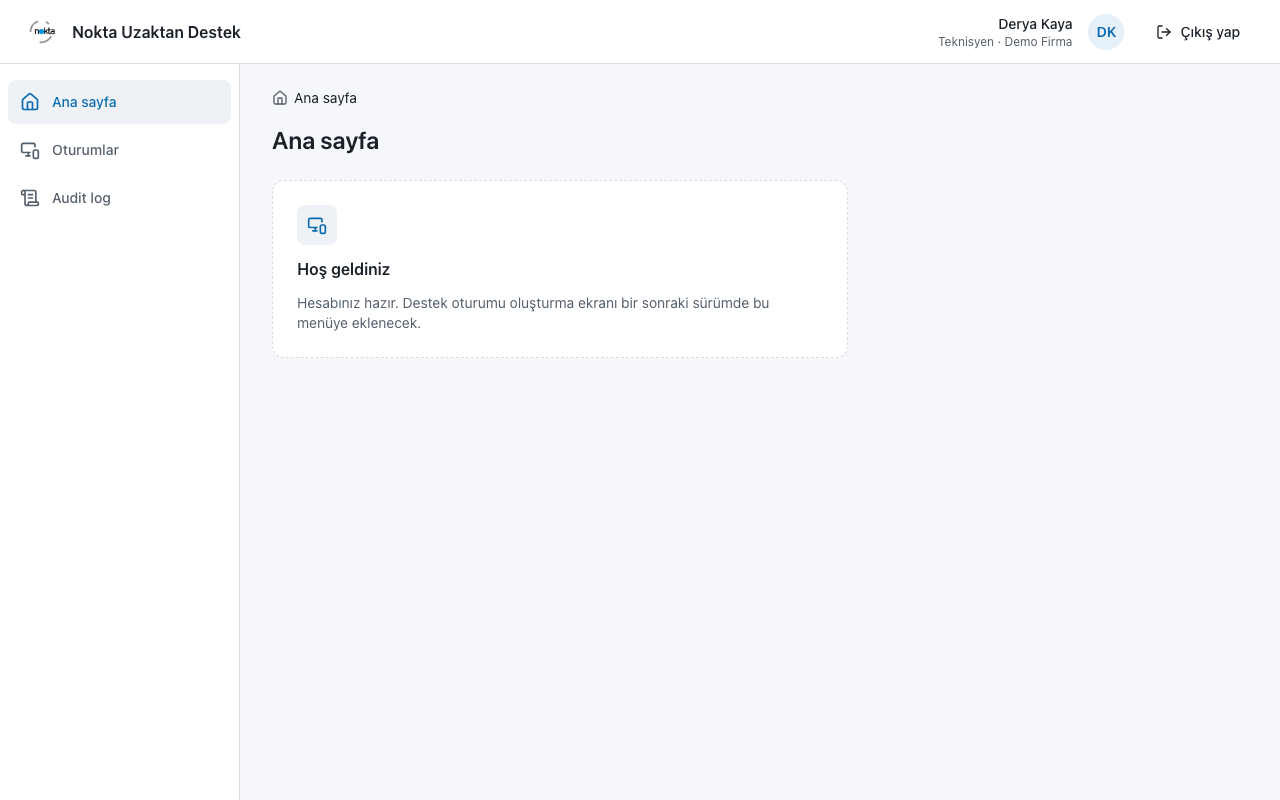 nokta
Nokta Uzaktan Destek
Derya Kaya
Teknisyen · Demo Firma
DK
Çıkış yap
Ana sayfa
Oturumlar
Audit log
Ana sayfa
Ana sayfa
Hoş geldiniz
Hesabınız hazır. Destek oturumu oluşturma ekranı bir sonraki sürümde bu
menüye eklenecek.